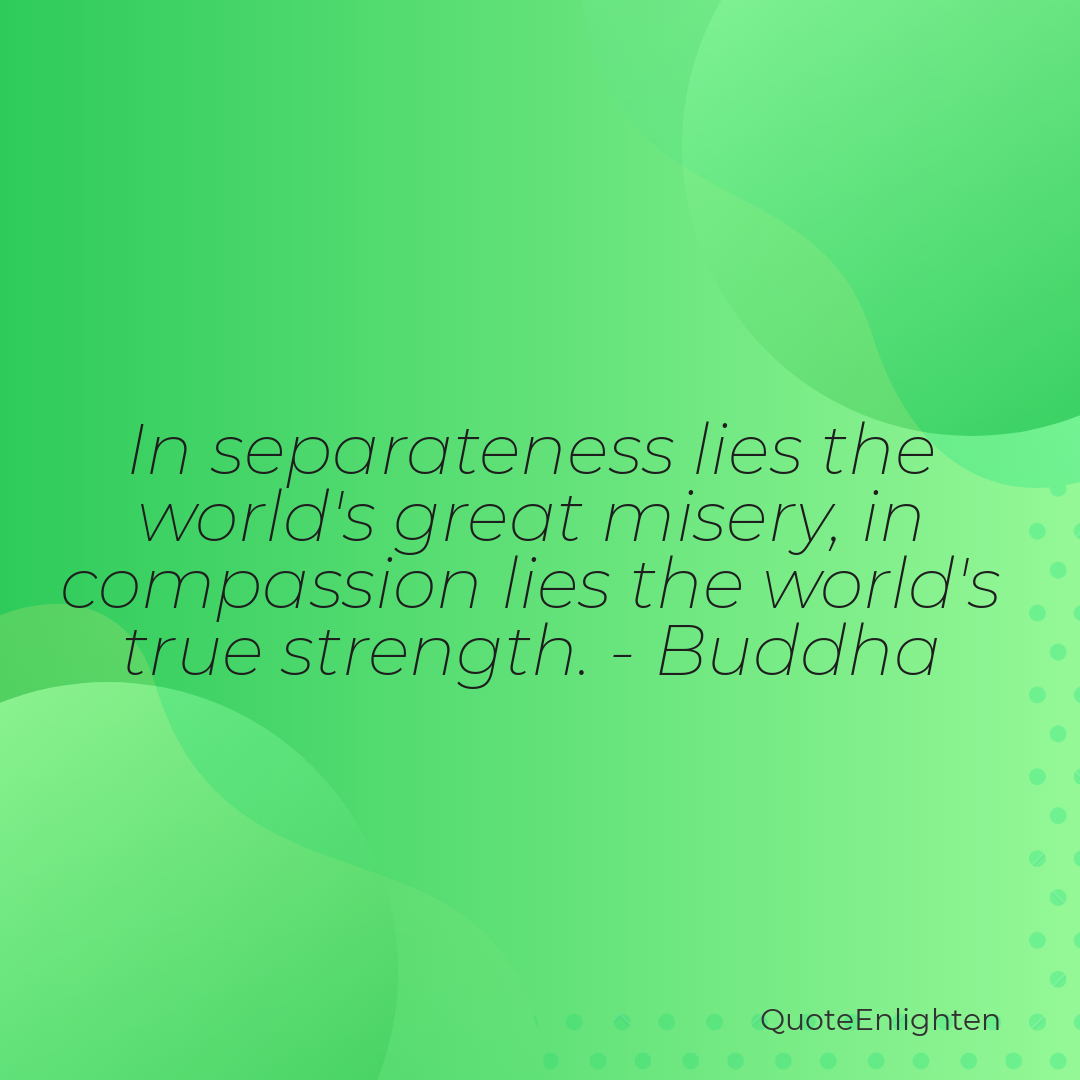 In separateness lies the
world's great misery, in
compassion lies the world's
true strength. - Buddha
QuoteEnlighten